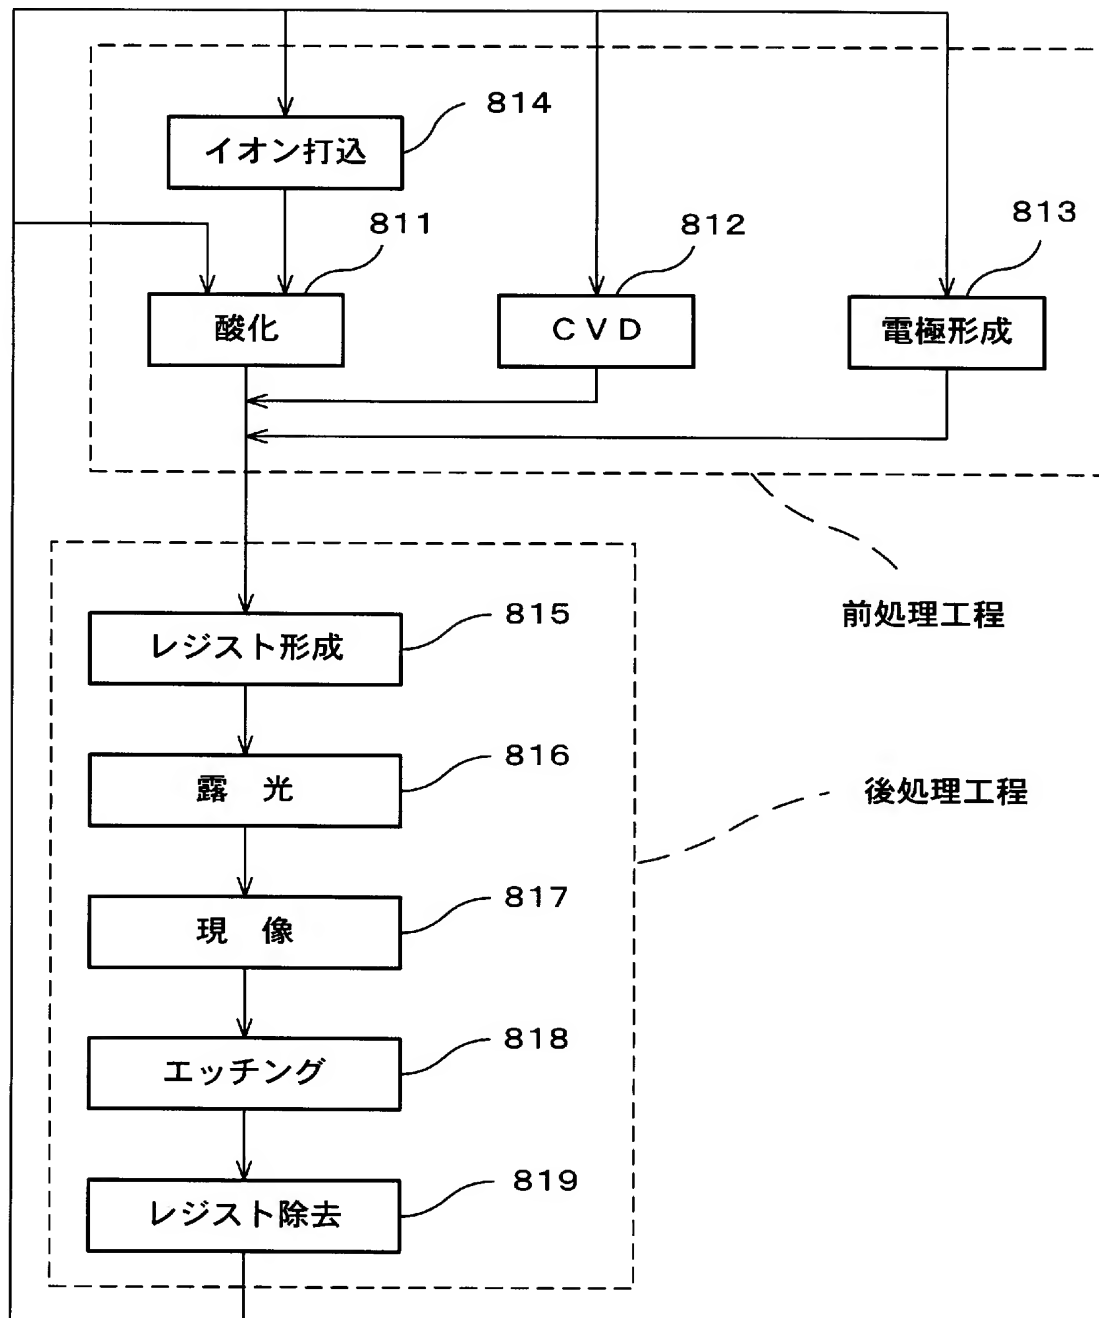 814
イオン打込
811
812
813
酸化
CVD
電極形成
前処理工程
815
レジスト形成
816
露 光
後処理工程
817
現 像
818
エッチング
819
レジスト除去